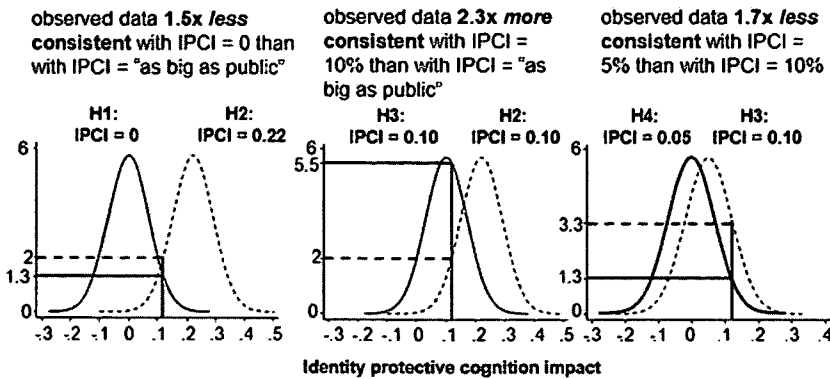 observed data 1.5x less
consistent with IPCI = 0 than
with IPCI = "as big as public"
observed data 2.3x more
consistent with IPCI =
10% than with IPCI = "as
big as public"
observed data 1.7x less
consistent with IPCI =
5% than with IPCI = 10%
H1:
IPCI = 0
H2:
IPCI = 0.22
6
2
1.3
0
-.3 -.2 -.1 0 .1 .2 .3 .4 .5
H3:
IPCI = 0.10
H2:
IPCI = 0.10
6
5.5
2
0
-.3 -.2 -.1 0 .1 .2 .3 .4 .5
H4:
IPCI = 0.05
H3:
IPCI = 0.10
6
3.3
1.3
0
-.3 -.2 -.1 0 .1 .2 .3 .4
Identity protective cognition impact